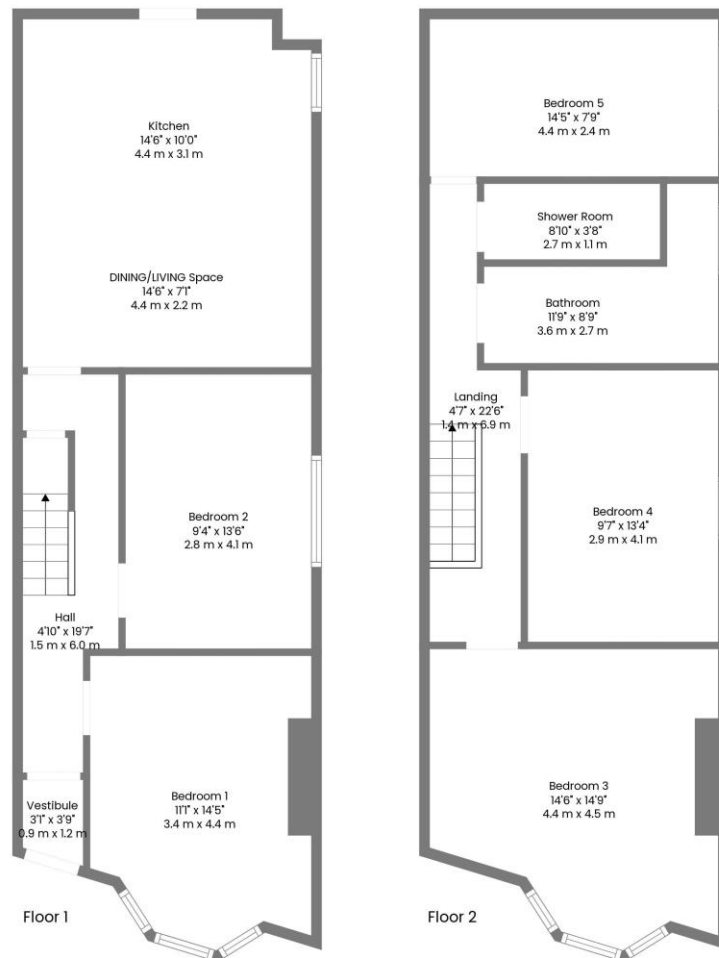 Kitchen
14'6" x 10'0"
4.4 m x 3.1 m
DINING/LIVING Space
14'6" x 7'1"
4.4 m x 2.2 m
Bedroom 2
9'4" x 13'6"
2.8 m x 4.1 m
Hall
4'10" x 19'7"
1.5 m x 6.0 m
Bedroom 1
11'1" x 14'5"
3.4 m x 4.4 m
Vestibule
3'1" x 3'9"
0.9 m x 1.2 m
Floor 1
Bedroom 5
14'5" x 7'9"
4.4 m x 2.4 m
Shower Room
8'10" x 3'8"
2.7 m x 1.1 m
Bathroom
11'9" x 8'9"
3.6 m x 2.7 m
Landing
4'7" x 22'6"
1.4 m x 6.9 m
Bedroom 4
9'7" x 13'4"
2.9 m x 4.1 m
Bedroom 3
14'6" x 14'9"
4.4 m x 4.5 m
Floor 2